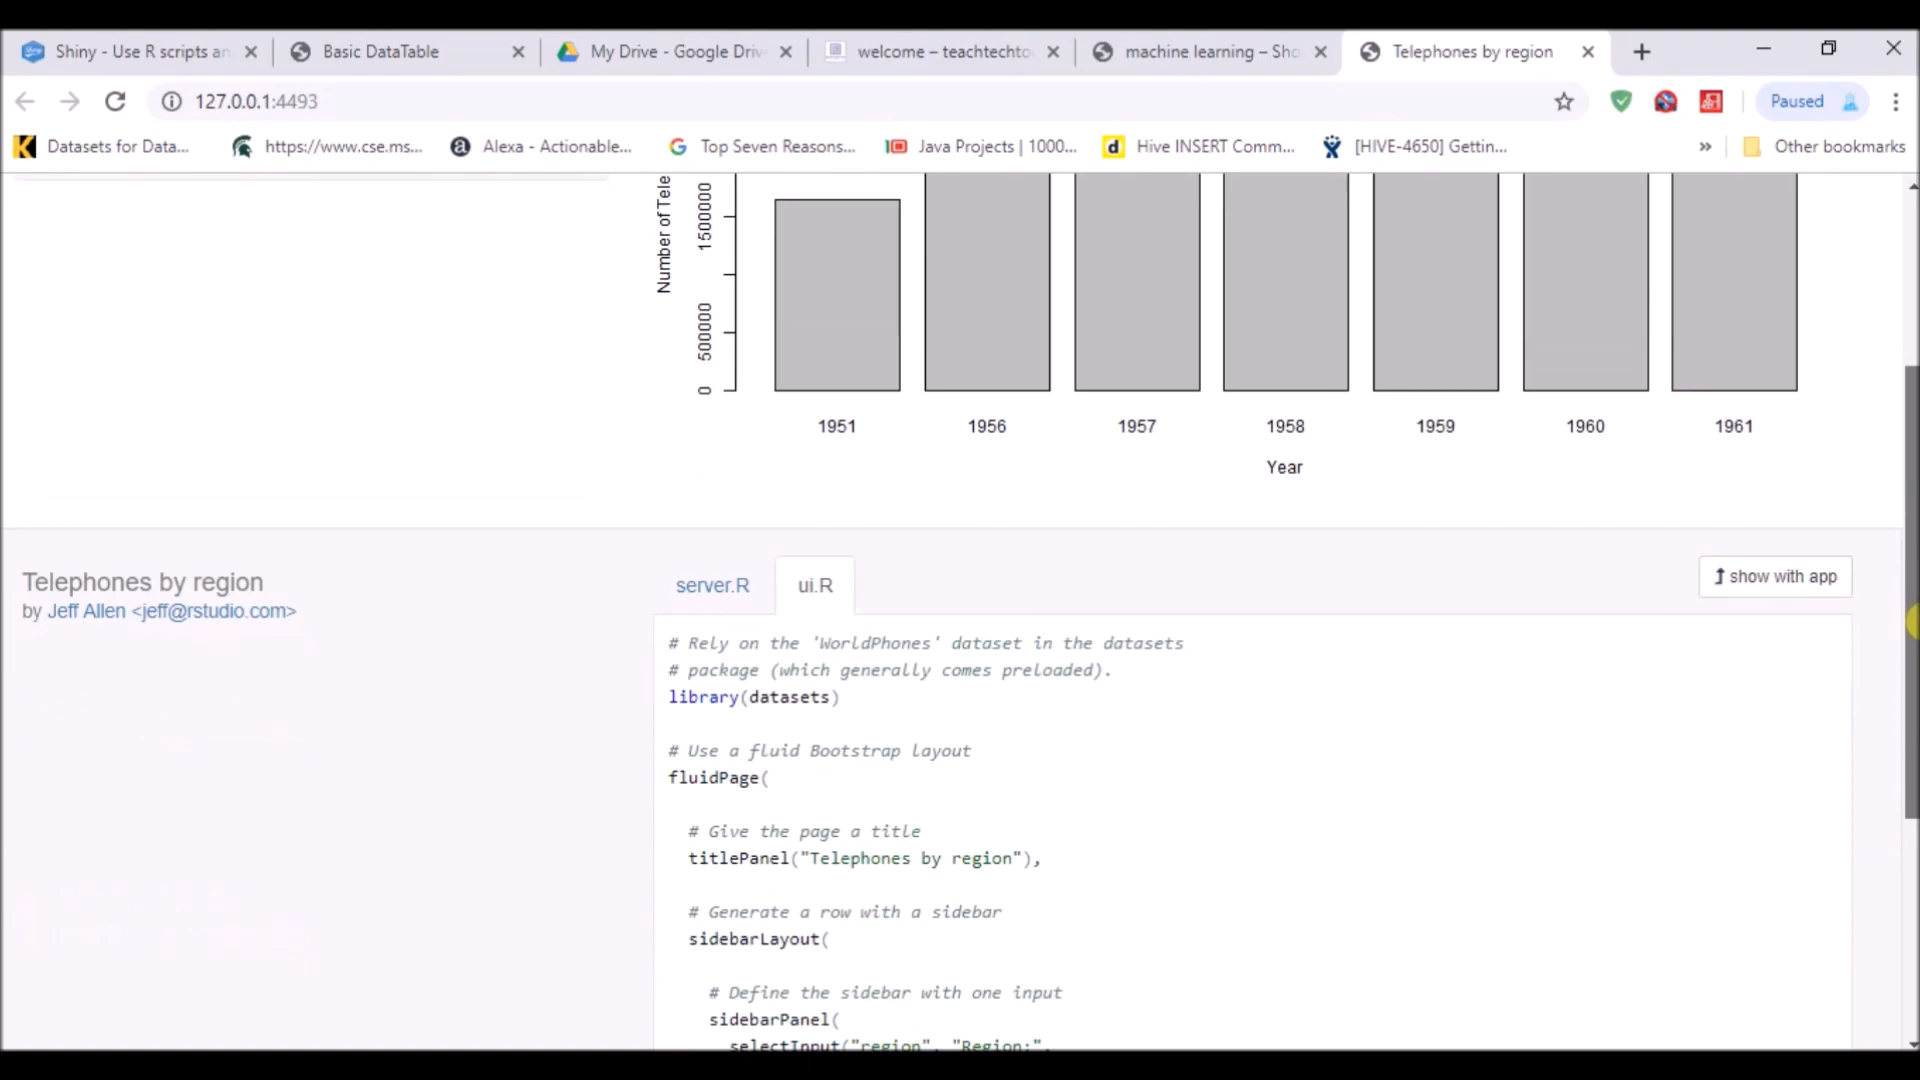 Shiny - Use R scripts an
Basic DataTable
My Drive - Google Driv
welcome – teachtechto
machine learning – Sho
Telephones by region
127.0.0.1:4493
Paused
Datasets for Data...
https://www.cse.ms...
Alexa - Actionable...
Top Seven Reasons...
Java Projects | 1000...
Hive INSERT Comm...
[HIVE-4650] Gettin...
»
Other bookmarks
Number of Tele
1500000
500000
0
1951 1956 1957 1958 1959 1960 1961
Year
Telephones by region
by Jeff Allen <jeff@rstudio.com>
server.R
ui.R
show with app
# Rely on the 'WorldPhones' dataset in the datasets
# package (which generally comes preloaded).
library(datasets)
# Use a fluid Bootstrap layout
fluidPage(
# Give the page a title
titlePanel("Telephones by region"),
# Generate a row with a sidebar
sidebarLayout(
# Define the sidebar with one input
sidebarPanel(
selectInput("region", "Region:",